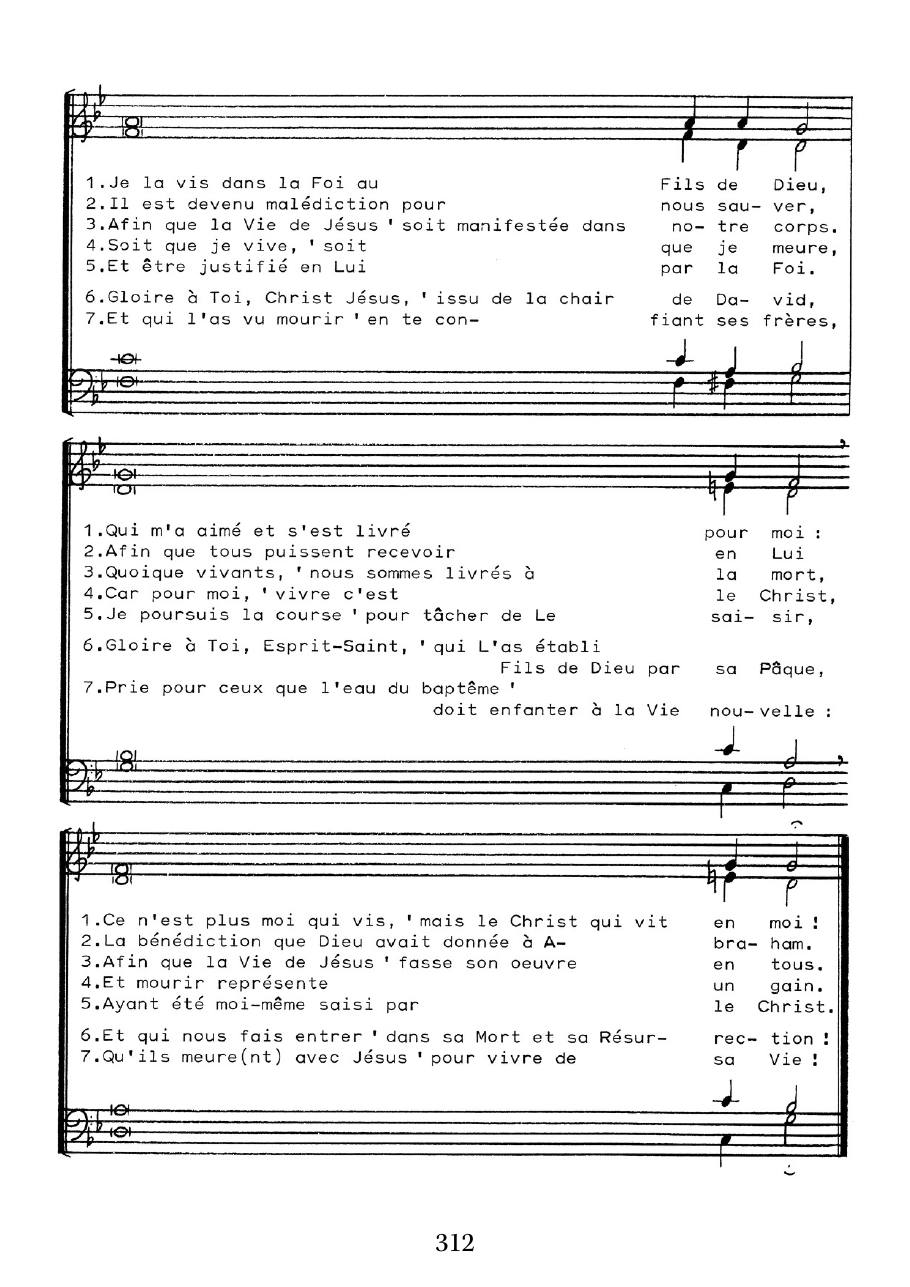 1.Je la vis dans la Foi au Fils de Dieu,
2.Il est devenu malédiction pour nous sau- ver,
3.Afin que la Vie de Jésus ' soit manifestée dans no- tre corps.
4.Soit que je vive, ' soit que je meure,
5.Et être justifié en Lui par la Foi.
6.Gloire à Toi, Christ Jésus, ' issu de la chair de Da- vid,
7.Et qui l'as vu mourir ' en te con- fiant ses frères,
1.Qui m'a aimé et s'est livré pour moi :
2.Afin que tous puissent recevoir en Lui
3.Quoique vivants, ' nous sommes livrés à la mort,
4.Car pour moi, ' vivre c'est le Christ,
5.Je poursuis la course ' pour tâcher de Le sai- sir,
6.Gloire à Toi, Esprit-Saint, ' qui L'as établi
Fils de Dieu par sa Pâque,
7.Prie pour ceux que l'eau du baptême '
doit enfanter à la Vie nou- velle :
1.Ce n'est plus moi qui vis, ' mais le Christ qui vit en moi !
2.La bénédiction que Dieu avait donnée à A- bra- ham.
3.Afin que la Vie de Jésus ' fasse son oeuvre en tous.
4.Et mourir représente un gain.
5.Ayant été moi-même saisi par le Christ.
6.Et qui nous fais entrer ' dans sa Mort et sa Résur- rec- tion !
7.Qu'ils meure(nt) avec Jésus ' pour vivre de sa Vie !
312